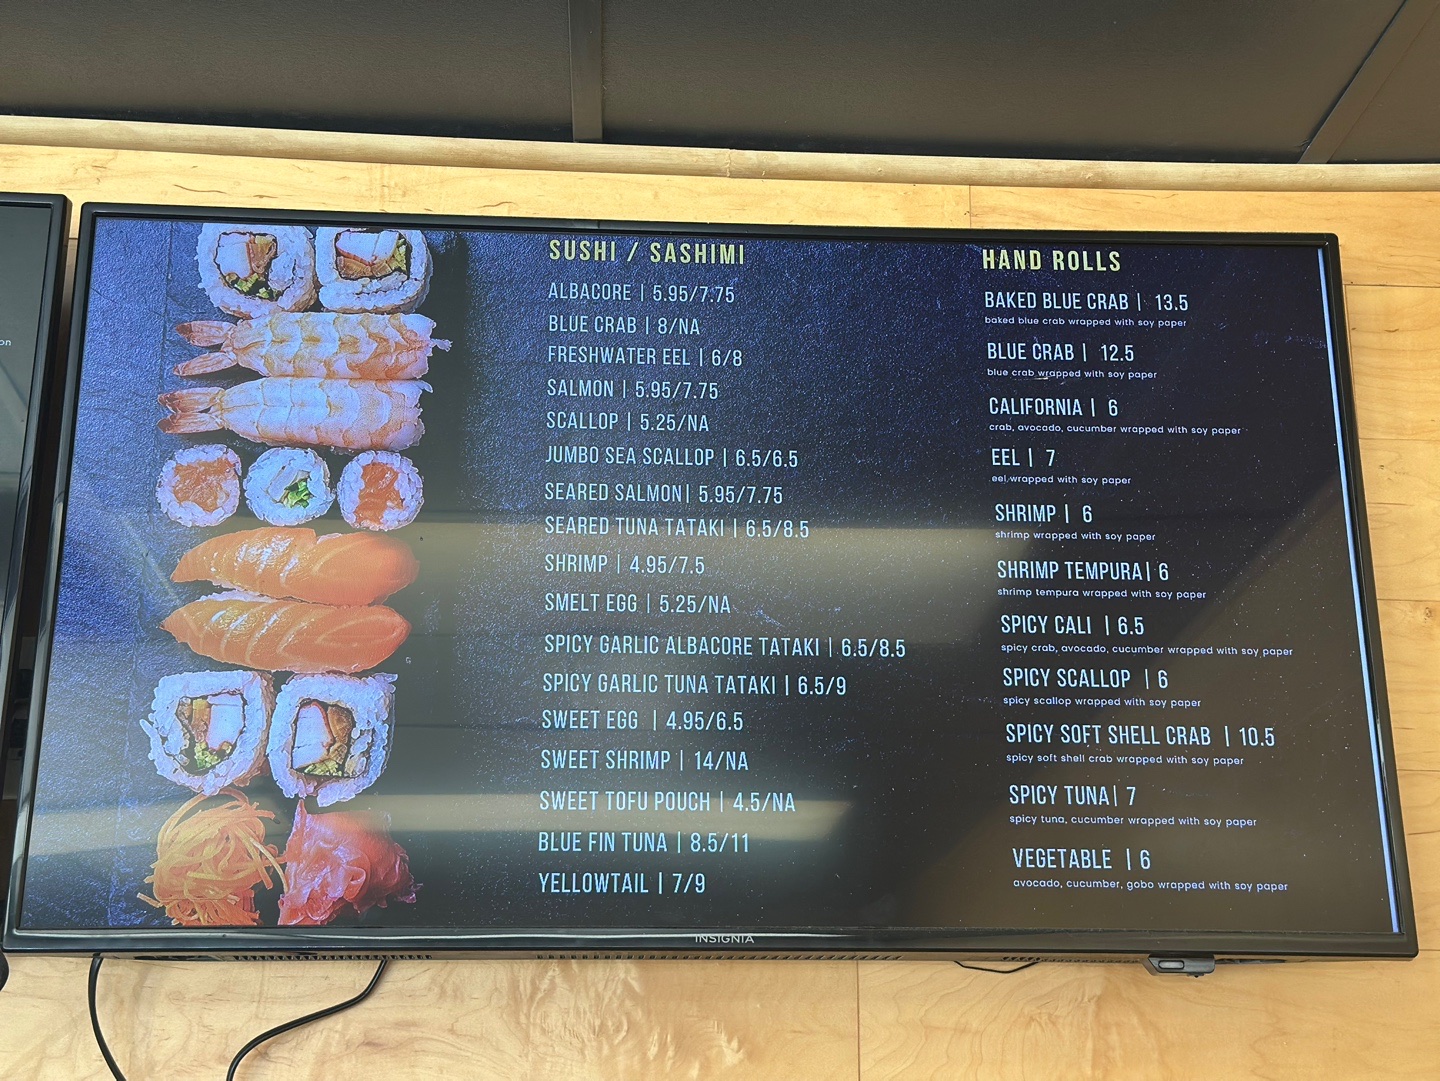 on
SUSHI / SASHIMI
ALBACORE | 5.95/7.75
BLUE CRAB | 8/NA
FRESHWATER EEL | 6/8
SALMON | 5.95/7.75
SCALLOP | 5.25/NA
JUMBO SEA SCALLOP | 6.5/6.5
SEARED SALMON| 5.95/7.75
SEARED TUNA TATAKI | 6.5/8.5
SHRIMP | 4.95/7.5
SMELT EGG | 5.25/NA
SPICY GARLIC ALBACORE TATAKI | 6.5/8.5
SPICY GARLIC TUNA TATAKI | 6.5/9
SWEET EGG | 4.95/6.5
SWEET SHRIMP | 14/NA
SWEET TOFU POUCH | 4.5/NA
BLUE FIN TUNA | 8.5/11
YELLOWTAIL | 7/9
HAND ROLLS
BAKED BLUE CRAB | 13.5
baked blue crab wrapped with soy paper
BLUE CRAB | 12.5
blue crab wrapped with soy paper
CALIFORNIA | 6
crab, avocado, cucumber wrapped with soy paper
EEL | 7
eel wrapped with soy paper
SHRIMP | 6
shrimp wrapped with soy paper
SHRIMP TEMPURA| 6
shrimp tempura wrapped with soy paper
SPICY CALI | 6.5
spicy crab, avocado, cucumber wrapped with soy paper
SPICY SCALLOP | 6
spicy scallop wrapped with soy paper
SPICY SOFT SHELL CRAB | 10.5
spicy soft shell crab wrapped with soy paper
SPICY TUNA| 7
spicy tuna, cucumber wrapped with soy paper
VEGETABLE | 6
avocado, cucumber, gobo wrapped with soy paper
INSIGNIA